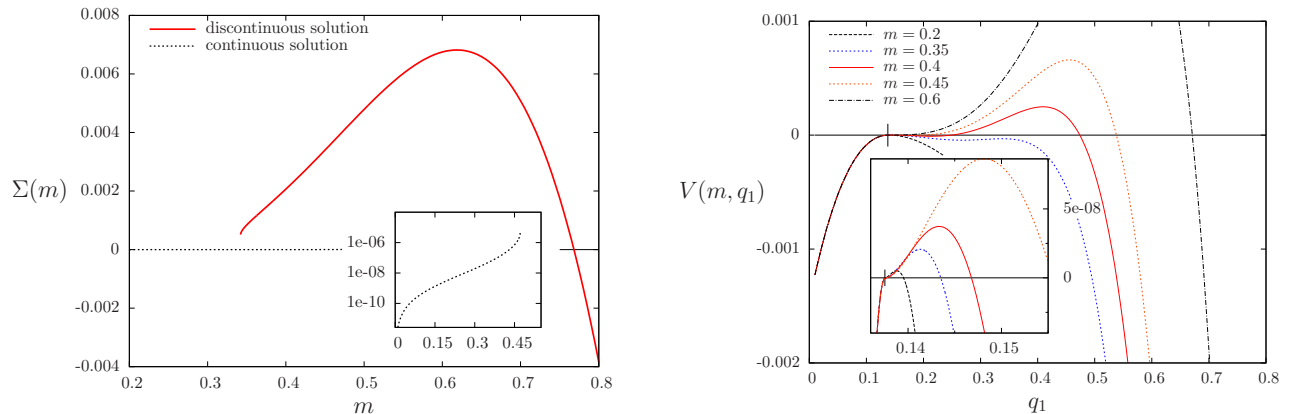 0.008
0.006
0.004
0.002
0
-0.002
-0.004
0.2 0.3 0.4 0.5 0.6 0.7 0.8
Σ(m)
m
discontinuous solution
continuous solution
1e-06
1e-08
1e-10
0 0.15 0.3 0.45
0.001
0
-0.001
-0.002
0 0.1 0.2 0.3 0.4 0.5 0.6 0.7 0.8
V(m, q₁)
q₁
m = 0.2
m = 0.35
m = 0.4
m = 0.45
m = 0.6
5e-08
0
0.14 0.15